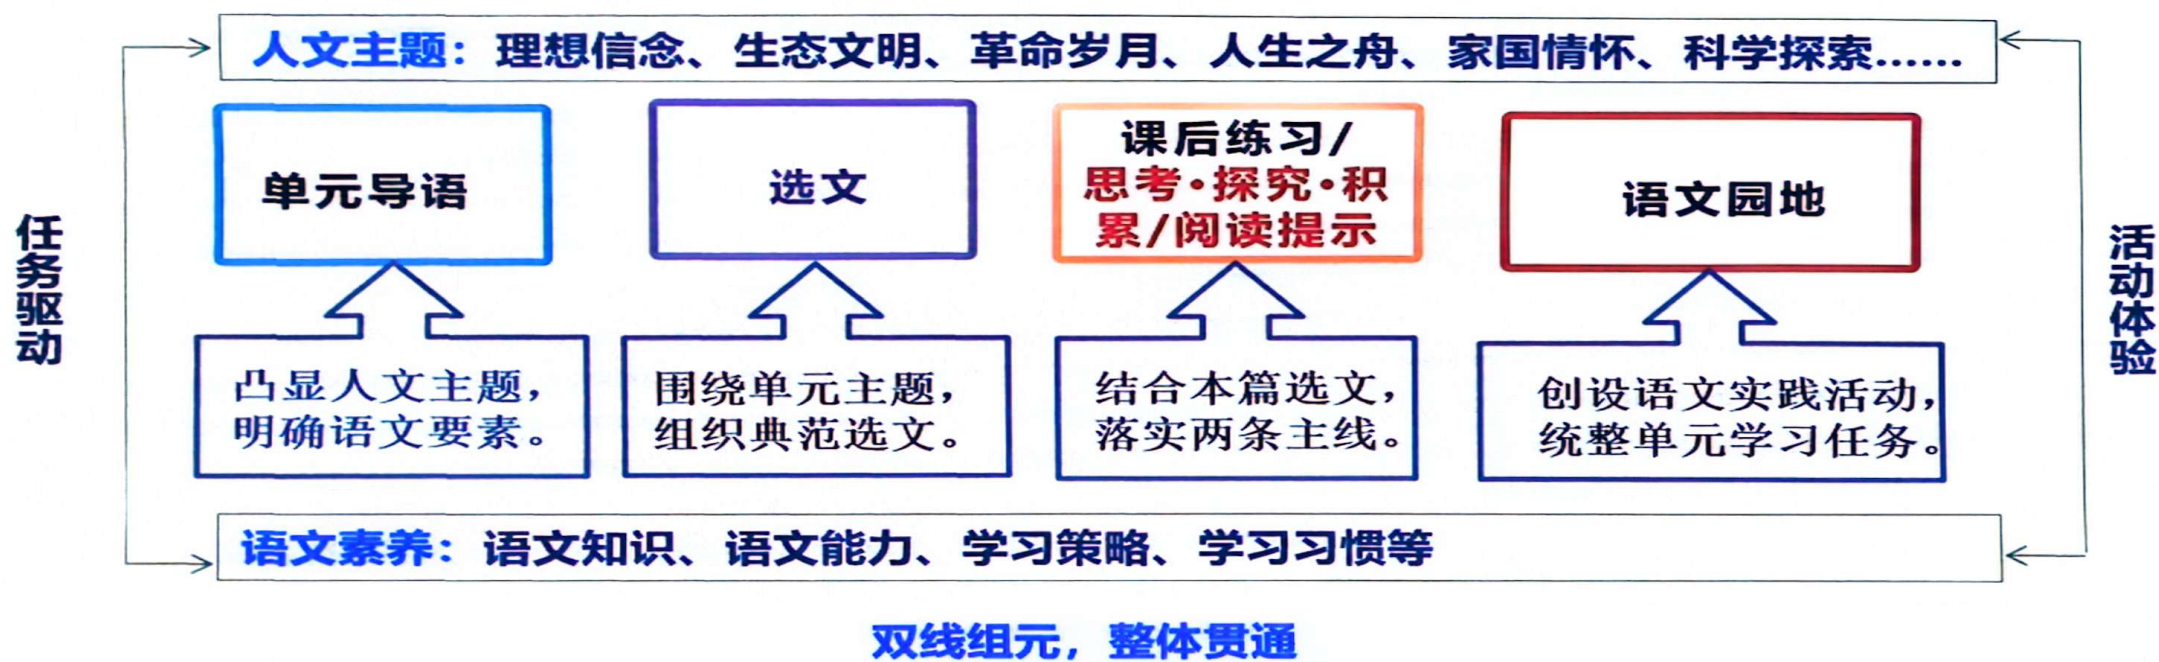 人文主题：理想信念、生态文明、革命岁月、人生之舟、家国情怀、科学探索……
单元导语
选文
课后练习/
思考·探究·积
累/阅读提示
语文园地
任务驱动
活动体验
凸显人文主题，
明确语文要素。
围绕单元主题，
组织典范选文。
结合本篇选文，
落实两条主线。
创设语文实践活动，
统整单元学习任务。
语文素养：语文知识、语文能力、学习策略、学习习惯等
双线组元，整体贯通